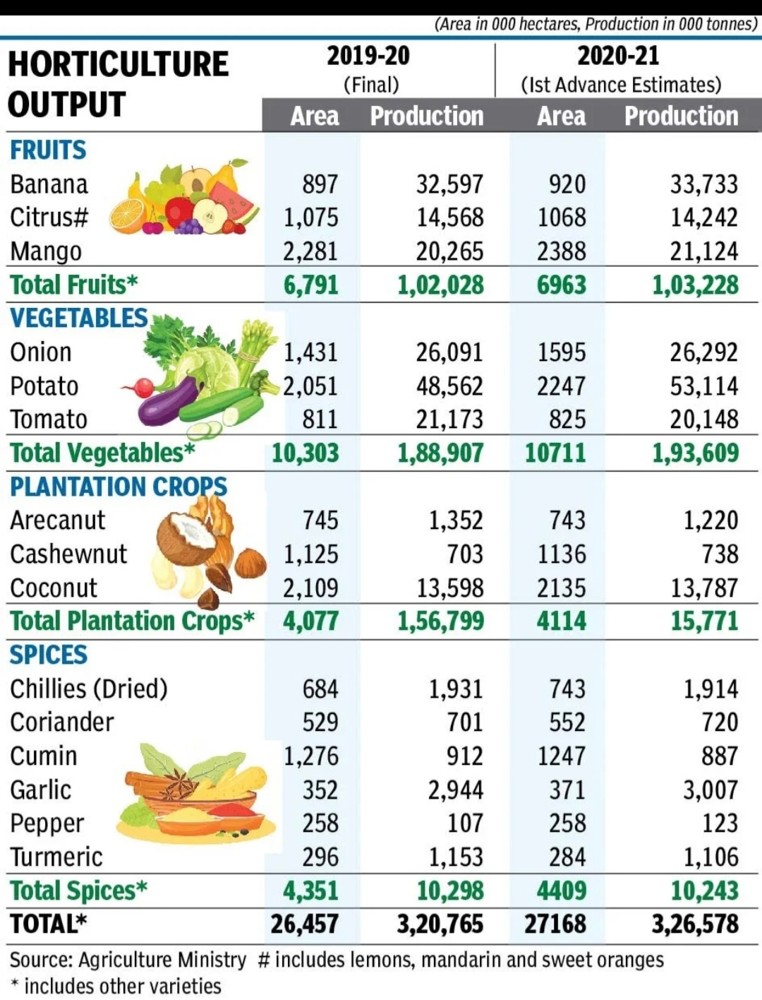 (Area in 000 hectares, Production in 000 tonnes)
HORTICULTURE OUTPUT 2019-20 (Final) 2020-21 (Ist Advance Estimates)
Area Production Area Production
FRUITS
Banana 897 32,597 920 33,733
Citrus# 1,075 14,568 1068 14,242
Mango 2,281 20,265 2388 21,124
Total Fruits* 6,791 1,02,028 6963 1,03,228
VEGETABLES
Onion 1,431 26,091 1595 26,292
Potato 2,051 48,562 2247 53,114
Tomato 811 21,173 825 20,148
Total Vegetables* 10,303 1,88,907 10711 1,93,609
PLANTATION CROPS
Arecanut 745 1,352 743 1,220
Cashewnut 1,125 703 1136 738
Coconut 2,109 13,598 2135 13,787
Total Plantation Crops* 4,077 1,56,799 4114 15,771
SPICES
Chillies (Dried) 684 1,931 743 1,914
Coriander 529 701 552 720
Cumin 1,276 912 1247 887
Garlic 352 2,944 371 3,007
Pepper 258 107 258 123
Turmeric 296 1,153 284 1,106
Total Spices* 4,351 10,298 4409 10,243
TOTAL* 26,457 3,20,765 27168 3,26,578
Source: Agriculture Ministry # includes lemons, mandarin and sweet oranges
* includes other varieties